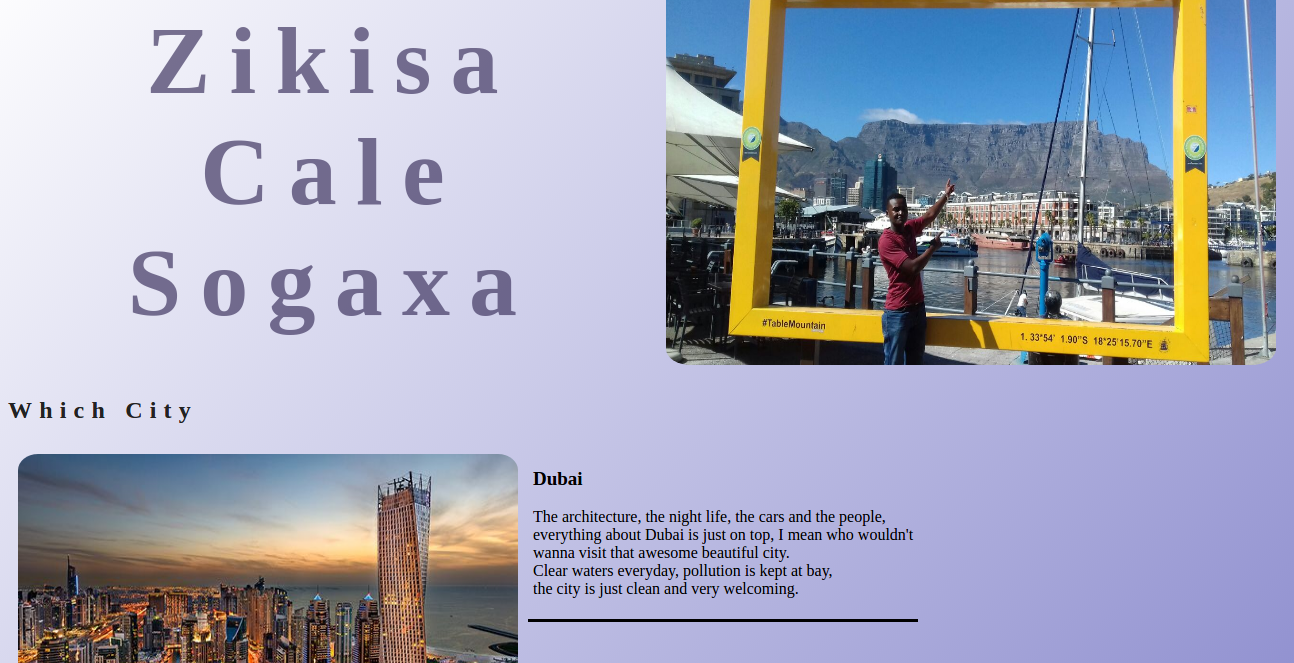 Zikisa
Cale
Sogaxa
#TableMountain
1. 33°54' 1.90"S 18°25'15.70"E
Which City
Dubai
The architecture, the night life, the cars and the people,
everything about Dubai is just on top, I mean who wouldn't
wanna visit that awesome beautiful city.
Clear waters everyday, pollution is kept at bay,
the city is just clean and very welcoming.